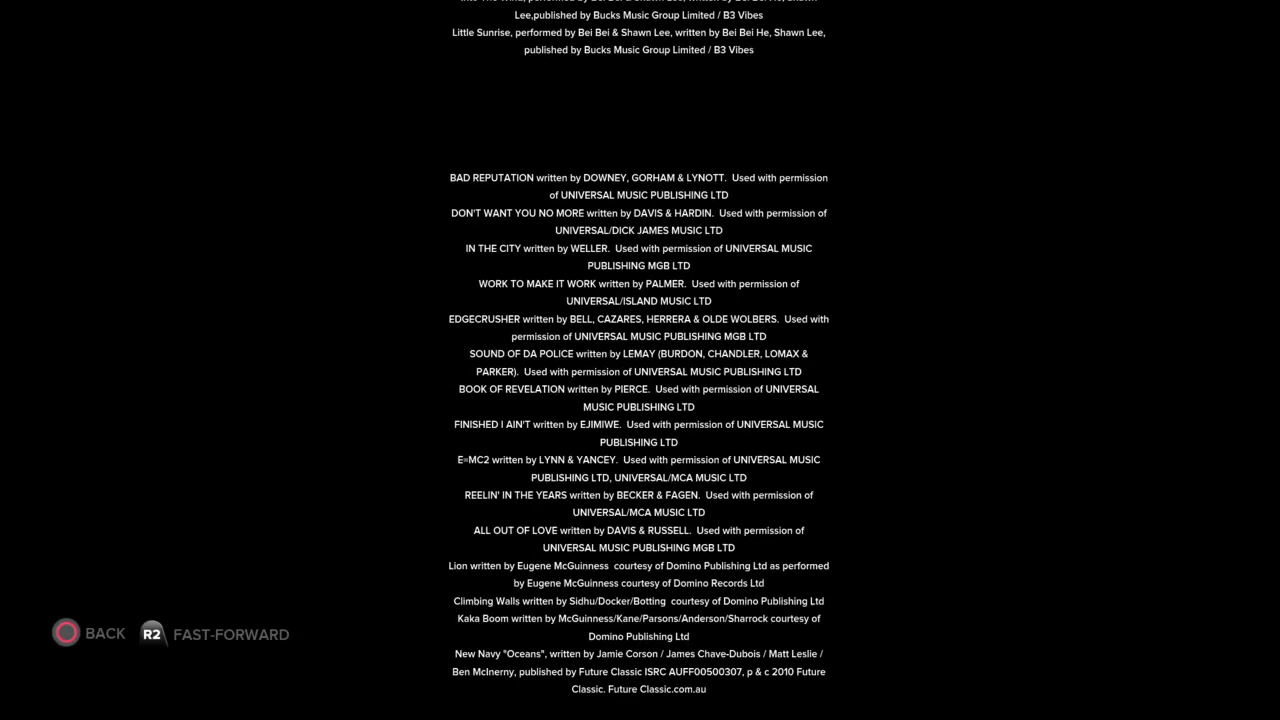 Into The Wind, performed by Bei Bei & Shawn Lee, written by Bei Bei He, Shawn
Lee,published by Bucks Music Group Limited / B3 Vibes
Little Sunrise, performed by Bei Bei & Shawn Lee, written by Bei Bei He, Shawn Lee,
published by Bucks Music Group Limited / B3 Vibes
BAD REPUTATION written by DOWNEY, GORHAM & LYNOTT.  Used with permission
of UNIVERSAL MUSIC PUBLISHING LTD
DON'T WANT YOU NO MORE written by DAVIS & HARDIN.  Used with permission of
UNIVERSAL/DICK JAMES MUSIC LTD
IN THE CITY written by WELLER.  Used with permission of UNIVERSAL MUSIC
PUBLISHING MGB LTD
WORK TO MAKE IT WORK written by PALMER.  Used with permission of
UNIVERSAL/ISLAND MUSIC LTD
EDGECRUSHER written by BELL, CAZARES, HERRERA & OLDE WOLBERS.  Used with
permission of UNIVERSAL MUSIC PUBLISHING MGB LTD
SOUND OF DA POLICE written by LEMAY (BURDON, CHANDLER, LOMAX &
PARKER).  Used with permission of UNIVERSAL MUSIC PUBLISHING LTD
BOOK OF REVELATION written by PIERCE.  Used with permission of UNIVERSAL
MUSIC PUBLISHING LTD
FINISHED I AIN'T written by EJIMIWE.  Used with permission of UNIVERSAL MUSIC
PUBLISHING LTD
E=MC2 written by LYNN & YANCEY.  Used with permission of UNIVERSAL MUSIC
PUBLISHING LTD, UNIVERSAL/MCA MUSIC LTD
REELIN' IN THE YEARS written by BECKER & FAGEN.  Used with permission of
UNIVERSAL/MCA MUSIC LTD
ALL OUT OF LOVE written by DAVIS & RUSSELL.  Used with permission of
UNIVERSAL MUSIC PUBLISHING MGB LTD
Lion written by Eugene McGuinness  courtesy of Domino Publishing Ltd as performed
by Eugene McGuinness courtesy of Domino Records Ltd
Climbing Walls written by Sidhu/Docker/Botting  courtesy of Domino Publishing Ltd
Kaka Boom written by McGuinness/Kane/Parsons/Anderson/Sharrock courtesy of
Domino Publishing Ltd
New Navy "Oceans", written by Jamie Corson / James Chave-Dubois / Matt Leslie /
Ben McInerny, published by Future Classic ISRC AUFF00500307, p & c 2010 Future
Classic. Future Classic.com.au
BACK R2 FAST-FORWARD